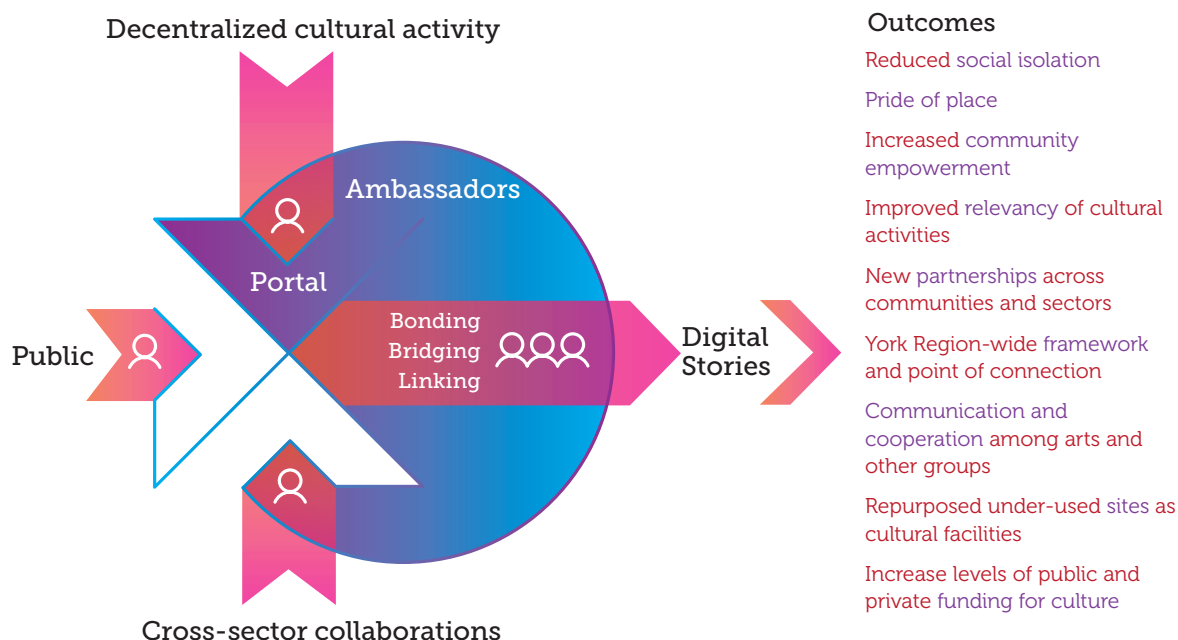 Decentralized cultural activity
Ambassadors
Portal
Public
Bonding
Bridging
Linking
Digital
Stories
Cross-sector collaborations
Outcomes
Reduced social isolation
Pride of place
Increased community
empowerment
Improved relevancy of cultural
activities
New partnerships across
communities and sectors
York Region-wide framework
and point of connection
Communication and
cooperation among arts and
other groups
Repurposed under-used sites as
cultural facilities
Increase levels of public and
private funding for culture